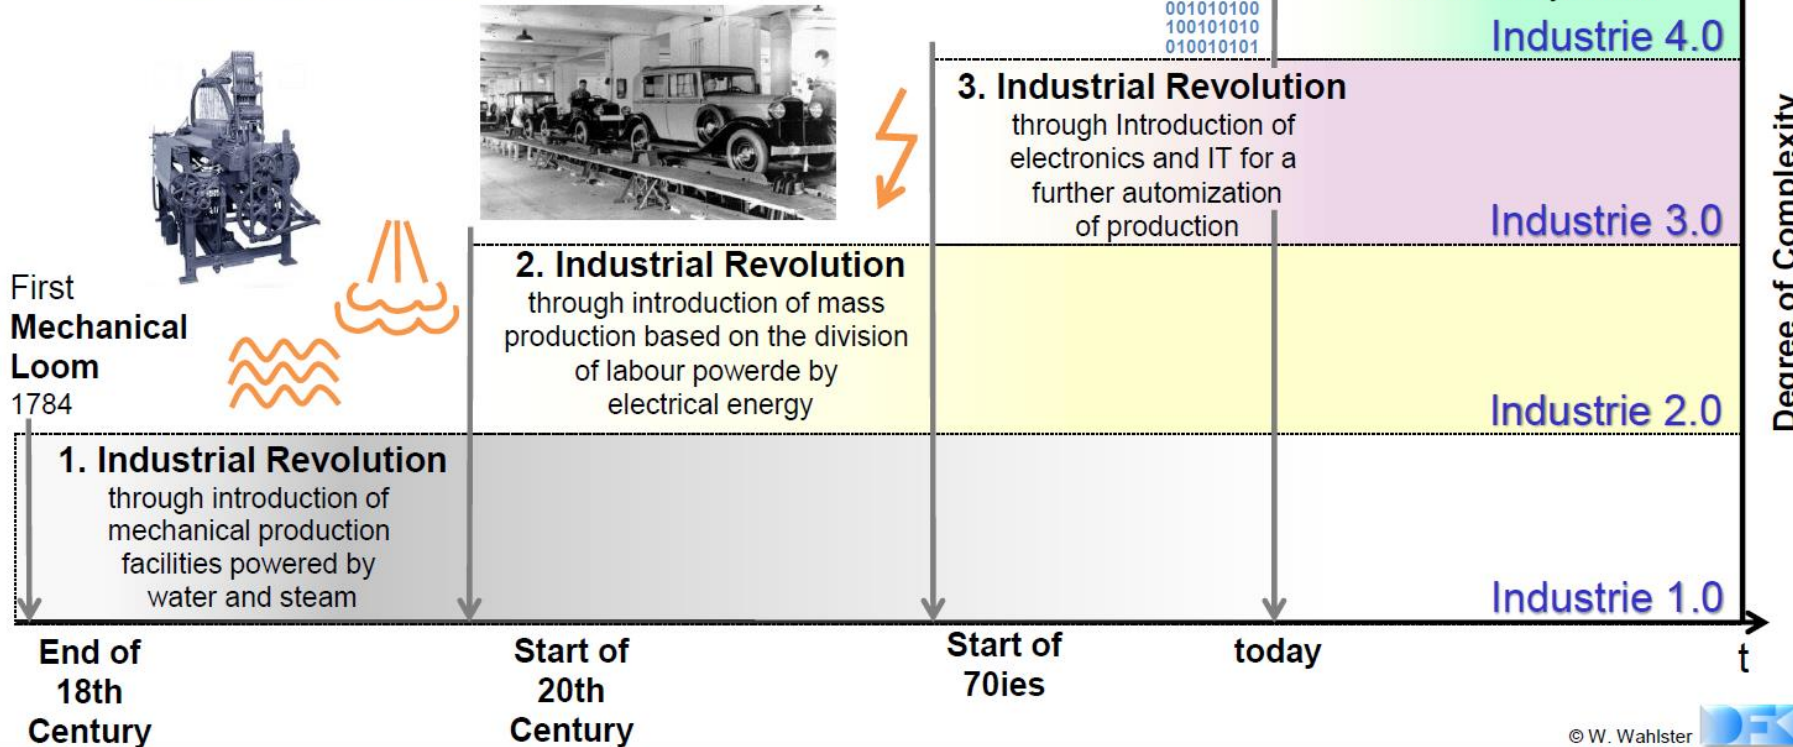 001010100
100101010
010010101
Industrie 4.0
3. Industrial Revolution
through Introduction of
electronics and IT for a
further automization
of production
Industrie 3.0
Degree of Complexity
First
Mechanical
Loom
1784
2. Industrial Revolution
through introduction of mass
production based on the division
of labour powerde by
electrical energy
Industrie 2.0
1. Industrial Revolution
through introduction of
mechanical production
facilities powered by
water and steam
Industrie 1.0
End of
18th
Century
Start of
20th
Century
Start of
70ies
today
t
© W. Wahlster
DFK